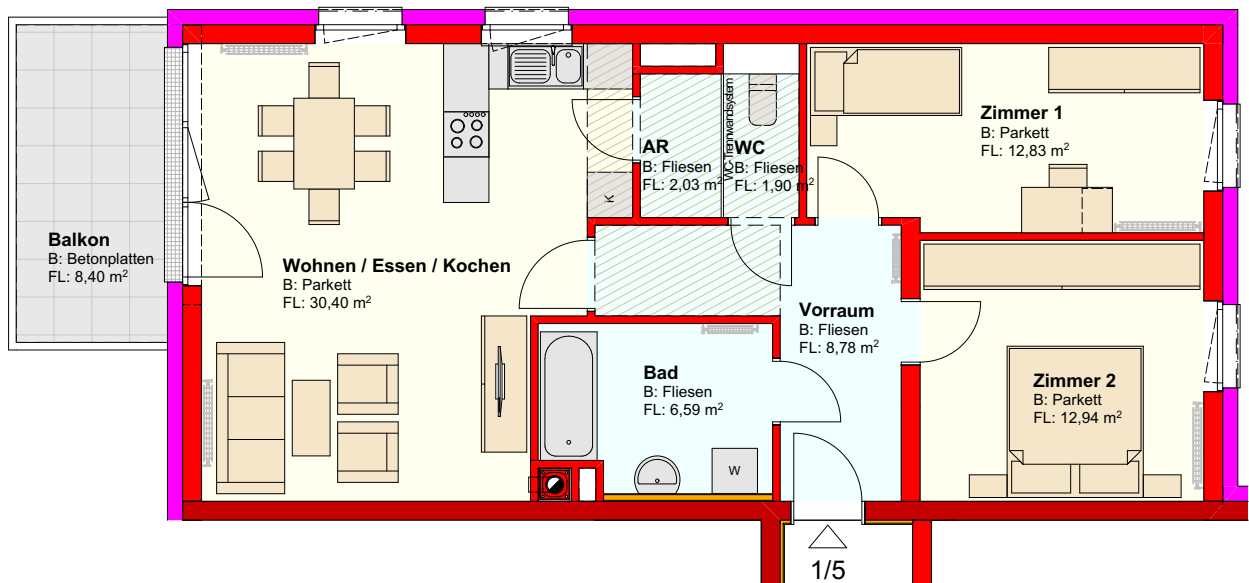 Balkon
B: Betonplatten
FL: 8,40 m²
Wohnen / Essen / Kochen
B: Parkett
FL: 30,40 m²
K
AR
B: Fliesen
FL: 2,03 m²
WC-Trennwandsystem
WC
B: Fliesen
FL: 1,90 m²
Zimmer 1
B: Parkett
FL: 12,83 m²
Vorraum
B: Fliesen
FL: 8,78 m²
Bad
B: Fliesen
FL: 6,59 m²
W
Zimmer 2
B: Parkett
FL: 12,94 m²
1/5